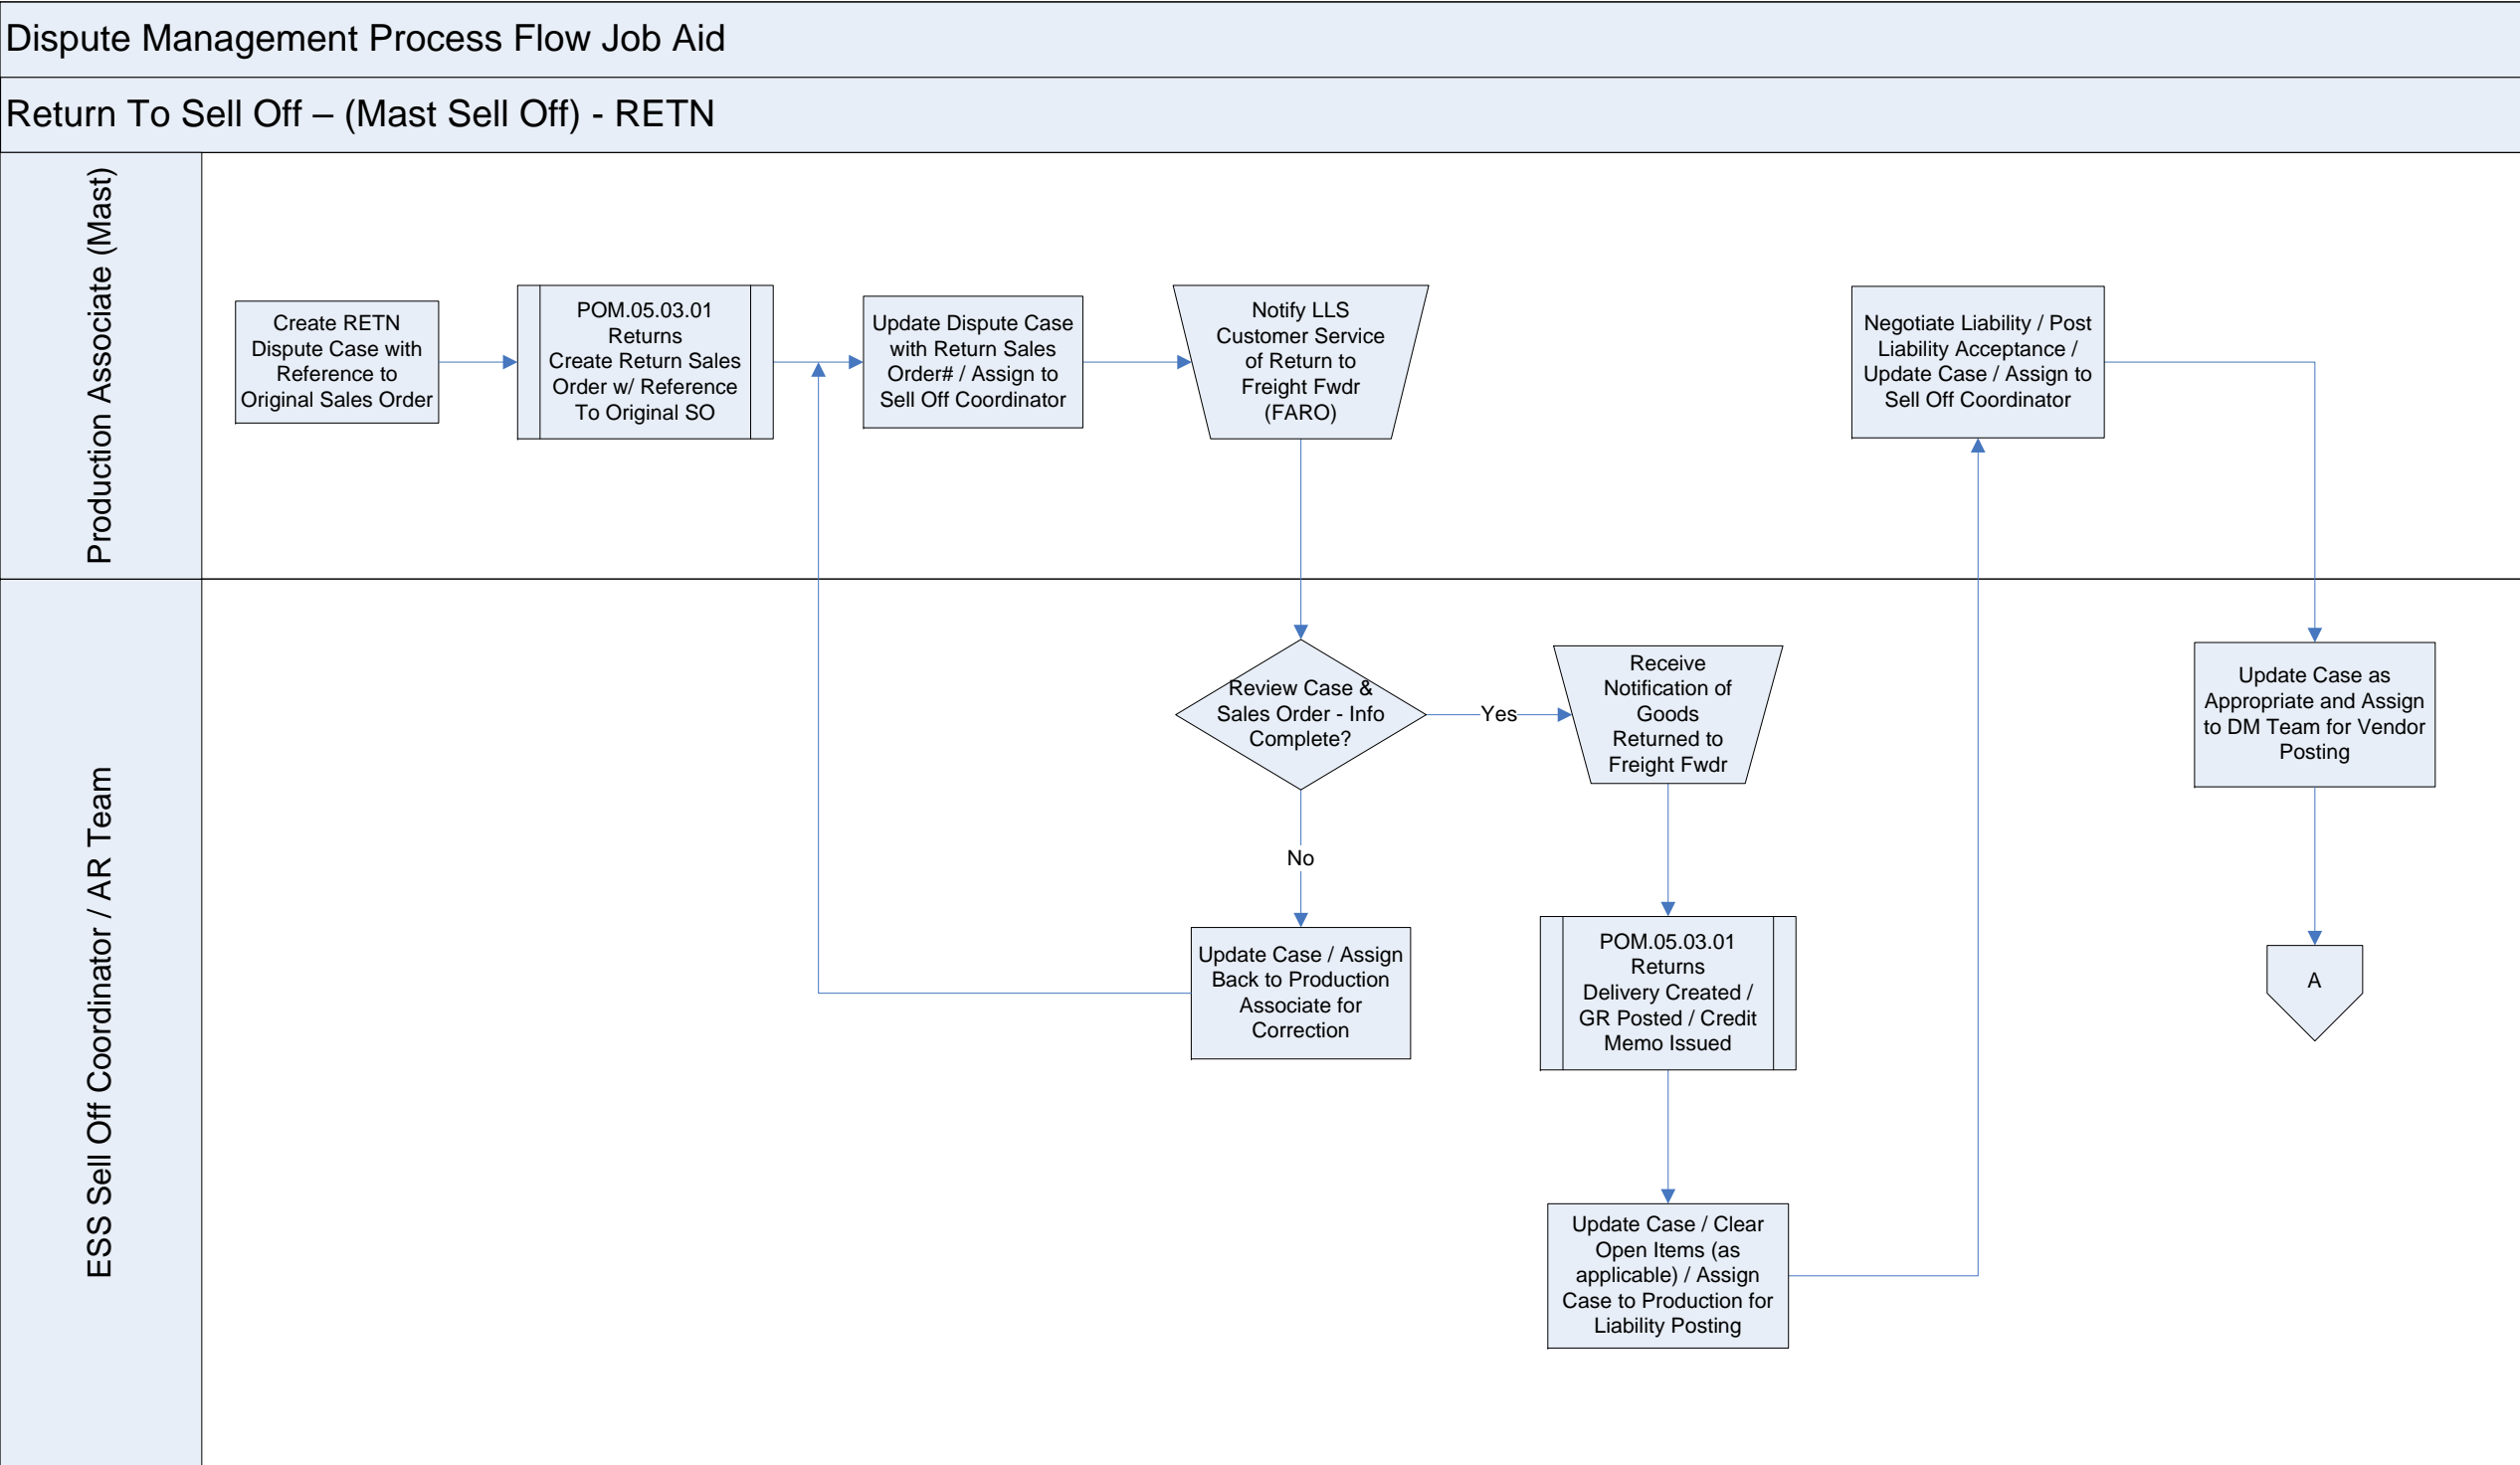 Dispute Management Process Flow Job Aid
Return To Sell Off – (Mast Sell Off) - RETN
Production Associate (Mast)
Create RETN
Dispute Case with
Reference to
Original Sales Order
POM.05.03.01
Returns
Create Return Sales
Order w/ Reference
To Original SO
Update Dispute Case
with Return Sales
Order# / Assign to
Sell Off Coordinator
Notify LLS
Customer Service
of Return to
Freight Fwdr
(FARO)
Negotiate Liability / Post
Liability Acceptance /
Update Case / Assign to
Sell Off Coordinator
ESS Sell Off Coordinator / AR Team
Review Case &
Sales Order - Info
Complete?
Yes
No
Receive
Notification of
Goods
Returned to
Freight Fwdr
Update Case / Assign
Back to Production
Associate for
Correction
POM.05.03.01
Returns
Delivery Created /
GR Posted / Credit
Memo Issued
Update Case / Clear
Open Items (as
applicable) / Assign
Case to Production for
Liability Posting
Update Case as
Appropriate and Assign
to DM Team for Vendor
Posting
A